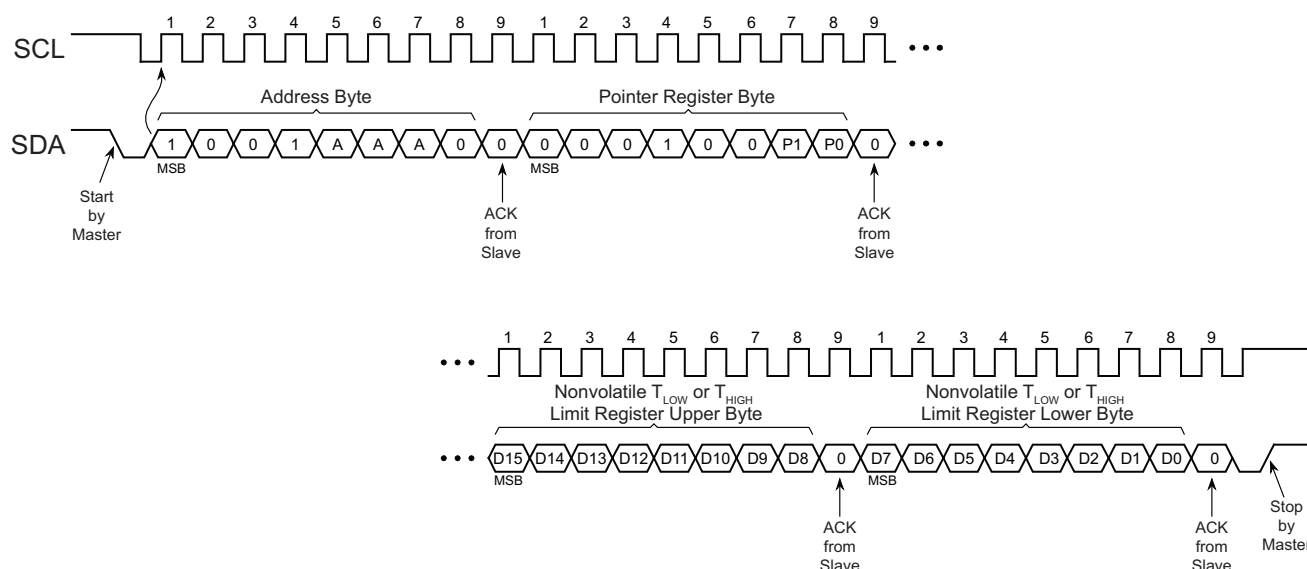 1 2 3 4 5 6 7 8 9 1 2 3 4 5 6 7 8 9
SCL
Address Byte
Pointer Register Byte
SDA
1 0 0 1 A A A 0 0 0 0 0 1 0 0 P1 P0 0
MSB
MSB
Start
by
Master
ACK
from
Slave
ACK
from
Slave
1 2 3 4 5 6 7 8 9 1 2 3 4 5 6 7 8 9
Nonvolatile TLOW or THIGH
Limit Register Upper Byte
Nonvolatile TLOW or THIGH
Limit Register Lower Byte
D15 D14 D13 D12 D11 D10 D9 D8 0 D7 D6 D5 D4 D3 D2 D1 D0 0
MSB
MSB
ACK
from
Slave
ACK
from
Slave
Stop
by
Master